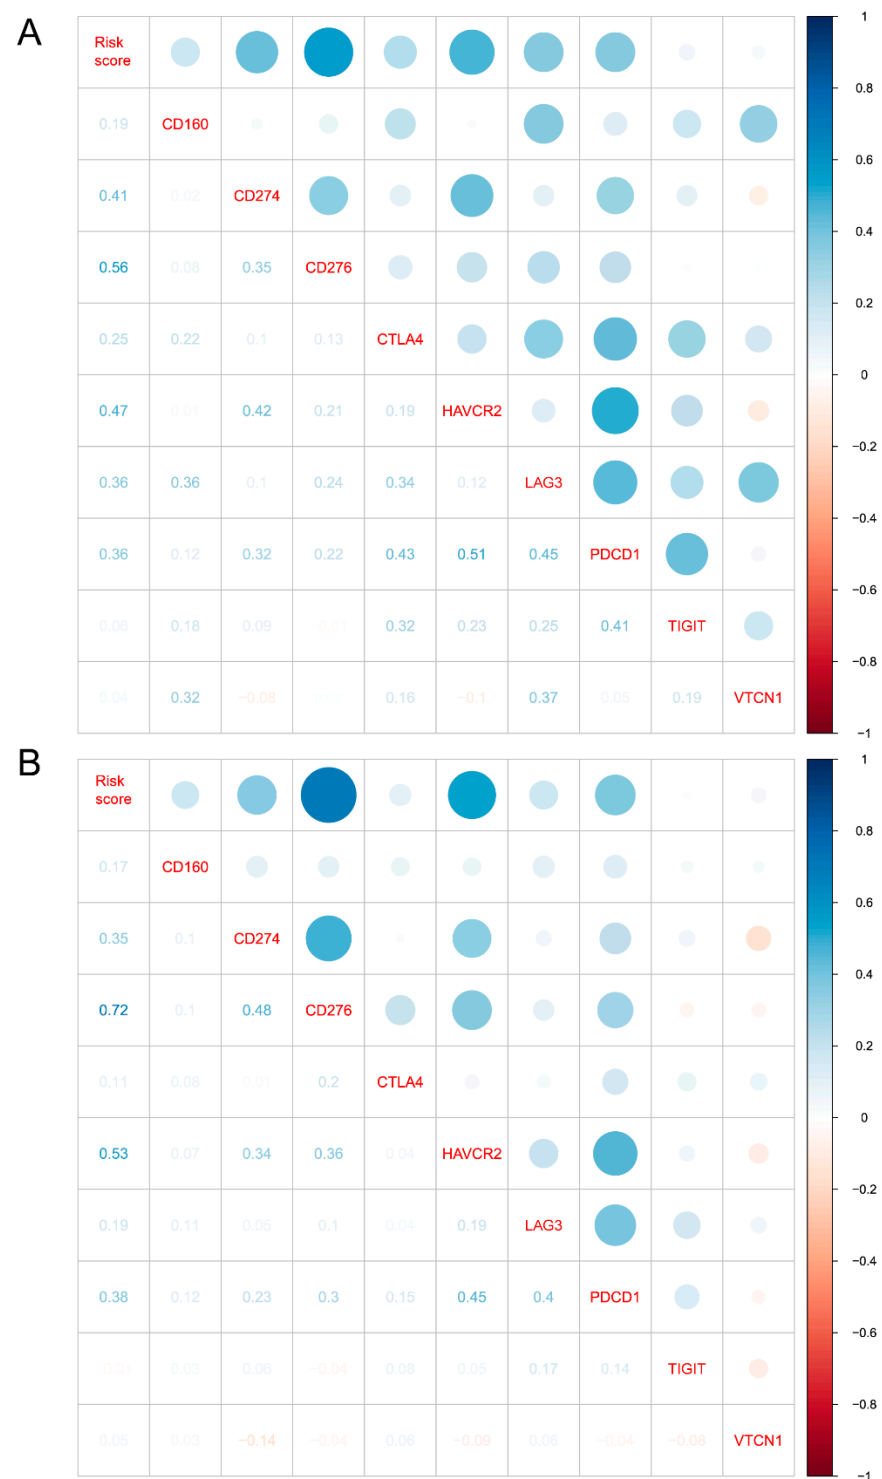 A
Risk
score
0.19 CD160
0.41 0.02 CD274
0.56 0.08 0.35 CD276
0.25 0.22 0.1 0.13 CTLA4
0.47 0.01 0.42 0.21 0.19 HAVCR2
0.36 0.36 0.1 0.24 0.34 0.12 LAG3
0.36 0.12 0.32 0.22 0.43 0.51 0.45 PDCD1
0.18 0.09 −0.01 0.32 0.23 0.25 0.41 TIGIT
0.04 0.32 −0.08 0.16 −0.1 0.37 0.05 0.19 VTCN1
1
0.8
0.6
0.4
0.2
0
−0.2
−0.4
−0.6
−0.8
−1
B
Risk
score
0.17 CD160
0.35 0.1 CD274
0.72 0.1 0.48 CD276
0.11 0.08 0.01 0.2 CTLA4
0.53 0.07 0.34 0.36 0.04 HAVCR2
0.19 0.11 0.05 0.1 0.04 0.19 LAG3
0.38 0.12 0.23 0.3 0.15 0.45 0.4 PDCD1
−0.01 0.03 0.06 −0.04 0.08 0.05 0.17 0.14 TIGIT
0.05 0.03 −0.14 −0.04 0.06 −0.09 0.06 −0.04 −0.08 VTCN1
1
0.8
0.6
0.4
0.2
0
−0.2
−0.4
−0.6
−0.8
−1